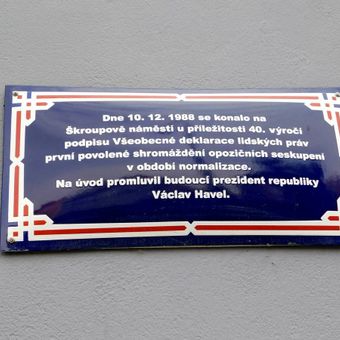 Dne 10. 12. 1988 se konalo na
Škroupově náměstí u příležitosti 40. výročí
podpisu Všeobecné deklarace lidských práv
první povolené shromáždění opozičních seskupení
v období normalizace.
Na úvod promluvil budoucí prezident republiky
Václav Havel.